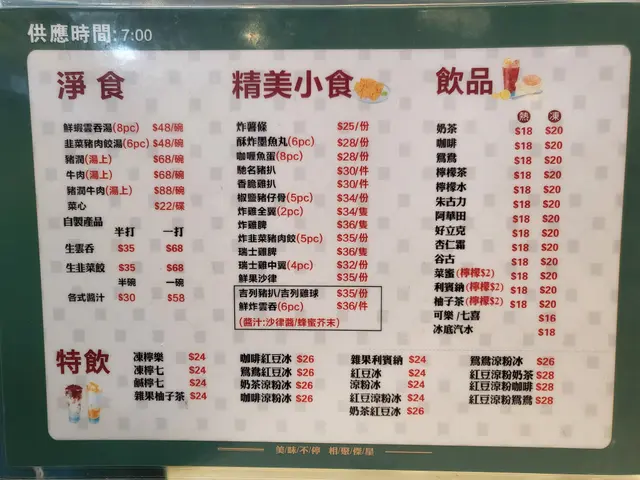 供應時間:7:00
淨食
鮮蝦雲吞湯(8pc) $48/碗
韭菜豬肉餃湯(6pc) $48/碗
豬潤(湯上) $68/碗
牛肉(湯上) $68/碗
豬潤牛肉(湯上) $88/碗
菜心 $22/碟
自製產品
半打 一打
生雲吞 $35 $68
生韭菜餃 $35 $68
半碗 一碗
各式醬汁 $30 $58
精美小食
炸薯條 $25/份
酥炸墨魚丸(6pc) $28/份
咖喱魚蛋(8pc) $28/份
馳名豬扒 $30/件
香脆雞扒 $30/件
椒鹽豬仔骨(5pc) $34/份
炸雞全翼(2pc) $34/隻
炸雞脾 $36/隻
炸韭菜豬肉餃(5pc) $35/份
瑞士雞脾 $36/隻
瑞士雞中翼(4pc) $32/份
鮮果沙律 $35/份
吉列豬扒/吉列雞球 $35/份
鮮炸雲吞(6pc) $36/件
(醬汁:沙律醬/蜂蜜芥末)
飲品
熱 凍
奶茶 $18 $20
咖啡 $18 $20
鴛鴦 $18 $20
檸檬茶 $18 $20
檸檬水 $18 $20
朱古力 $18 $20
阿華田 $18 $20
好立克 $18 $20
杏仁霜 $18 $20
谷古 $18 $20
菜蜜(檸檬$2) $18 $20
利賓納(檸檬$2) $18 $20
柚子茶(檸檬$2) $18 $20
可樂/七喜 $16
冰底汽水 $18
特飲
凍檸樂 $24
凍檸七 $24
鹹檸七 $24
雜果柚子茶 $24
咖啡紅豆冰 $26
鴛鴦紅豆冰 $26
奶茶涼粉冰 $26
咖啡涼粉冰 $26
雜果利賓納 $24
紅豆冰 $24
涼粉冰 $24
紅豆涼粉冰 $26
奶茶紅豆冰 $26
鴛鴦涼粉冰 $26
紅豆涼粉奶茶 $28
紅豆涼粉咖啡 $28
紅豆涼粉鴛鴦 $28
美/味/不/停 相/聚/傑/星